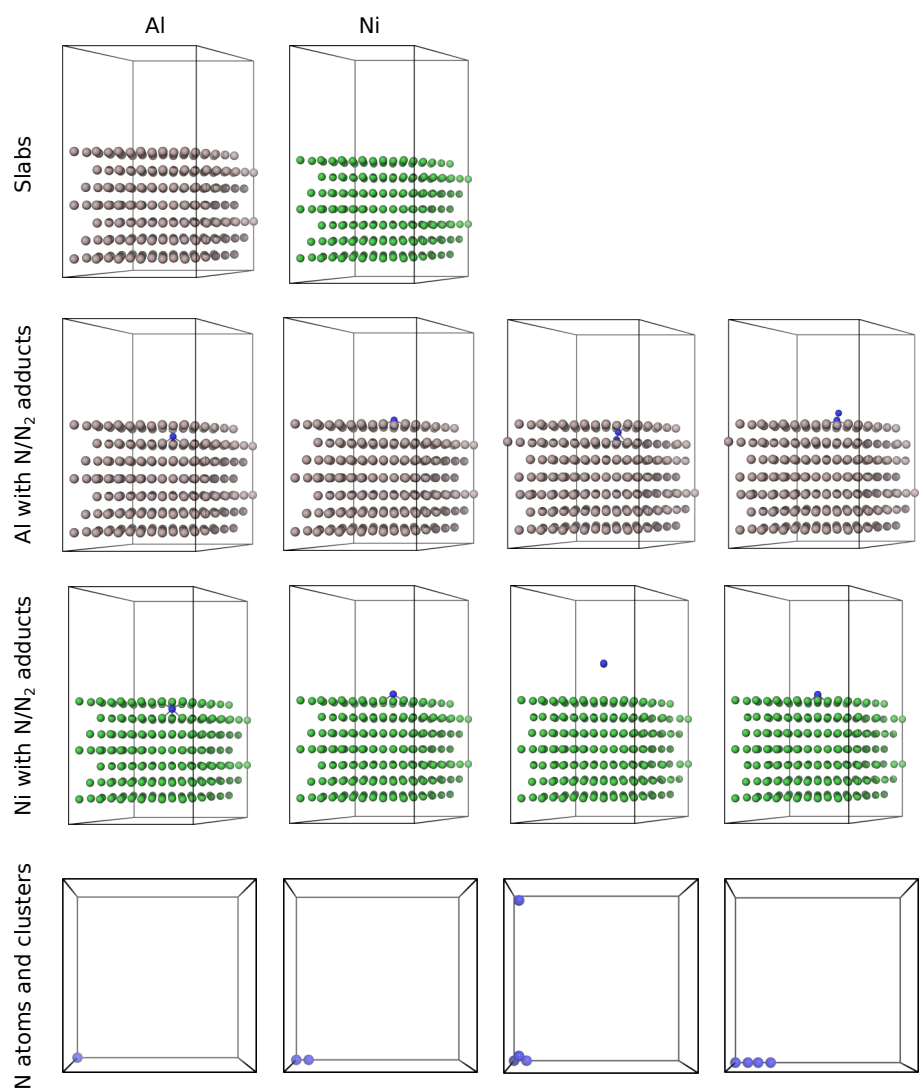 Al
Ni
Slabs
Al with N/N₂ adducts
Ni with N/N₂ adducts
N atoms and clusters